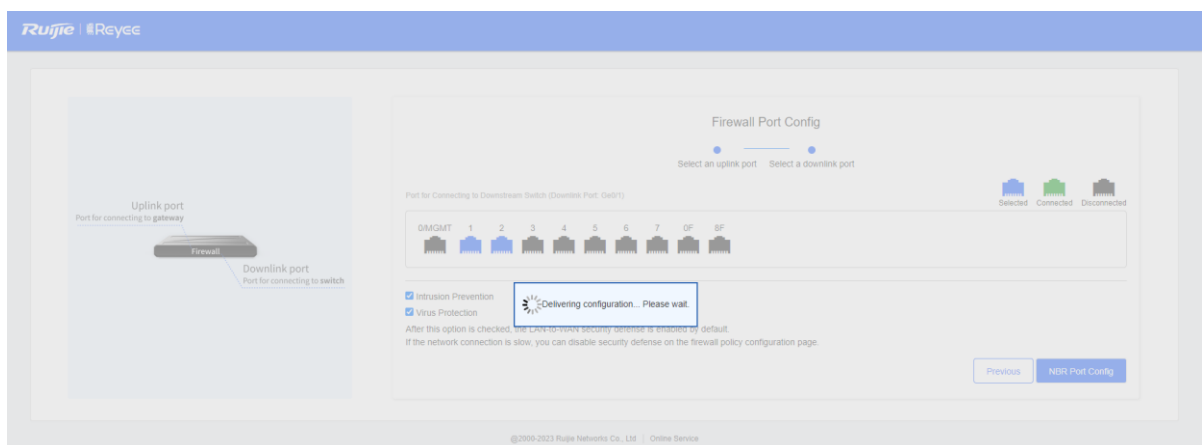 Ruijie | Reyee
Firewall Port Config
Select an uplink port Select a downlink port
Port for Connecting to Downstream Switch (Downlink Port: Ge0/1)
Selected Connected Disconnected
Uplink port
Port for connecting to gateway
Firewall
Downlink port
Port for connecting to switch
0/MGMT 1 2 3 4 5 6 7 0F 8F
Intrusion Prevention
Delivering configuration... Please wait.
Virus Protection
After this option is checked, the LAN-to-WAN security defense is enabled by default.
If the network connection is slow, you can disable security defense on the firewall policy configuration page.
Previous NBR Port Config
@2000-2023 Ruijie Networks Co., Ltd | Online Service